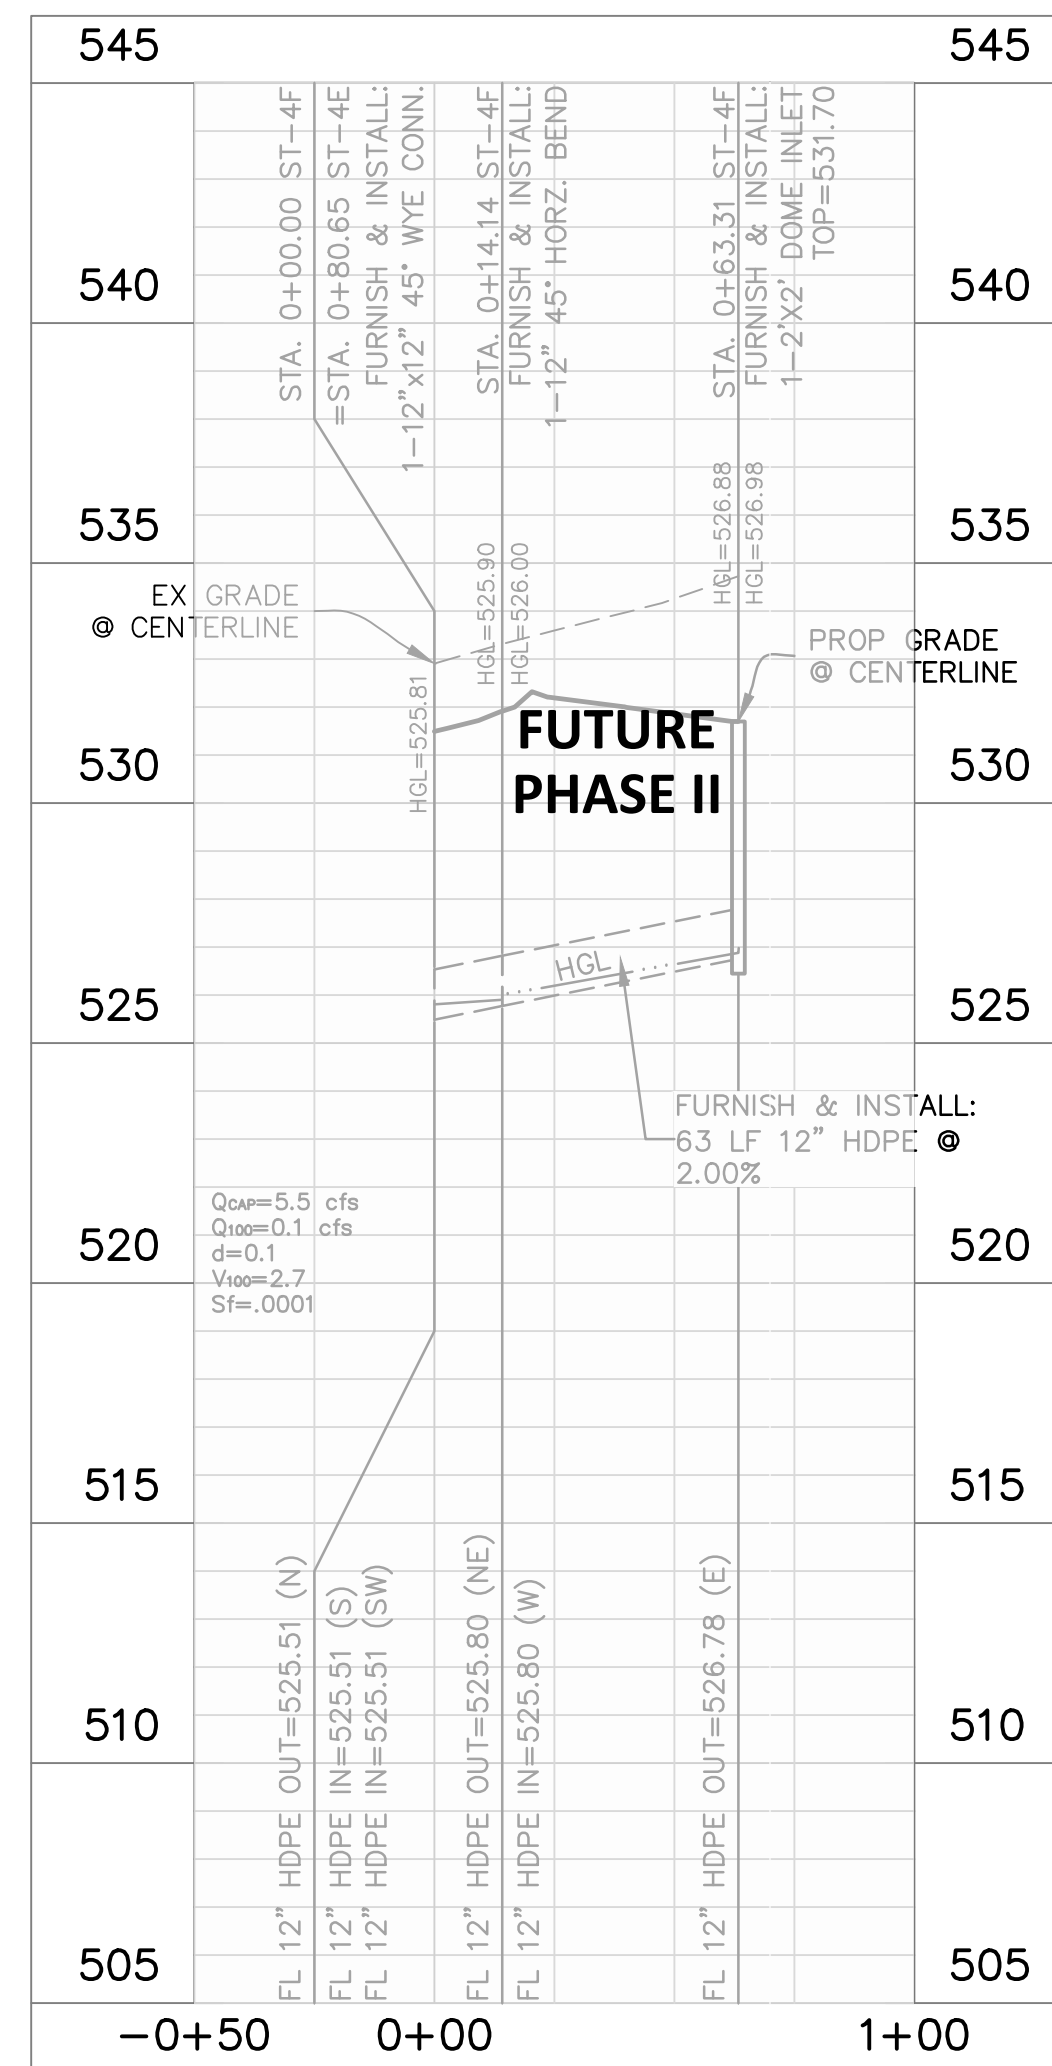 545 545
STA. 0+00.00 ST-4F
=STA. 0+80.65 ST-4E
FURNISH & INSTALL:
1-12"x12" 45° WYE CONN.
STA. 0+14.14 ST-4F
FURNISH & INSTALL:
1-12" 45° HORZ. BEND
STA. 0+63.31 ST-4F
FURNISH & INSTALL:
1-2'X2' DOME INLET
TOP=531.70
540 540
535 535
HGL=525.81
HGL=525.90
HGL=526.00
HGL=526.88
HGL=526.98
EX GRADE
@ CENTERLINE
PROP GRADE
@ CENTERLINE
FUTURE
PHASE II
530 530
HGL
525 525
FURNISH & INSTALL:
63 LF 12" HDPE @
2.00%
QCAP=5.5 cfs
Q100=0.1 cfs
d=0.1
V100=2.7
Sf=.0001
520 520
515 515
510 510
FL 12" HDPE OUT=525.51 (N)
FL 12" HDPE IN=525.51 (S)
FL 12" HDPE IN=525.51 (SW)
FL 12" HDPE OUT=525.80 (NE)
FL 12" HDPE IN=525.80 (W)
FL 12" HDPE OUT=526.78 (E)
505 505
-0+50 0+00 1+00